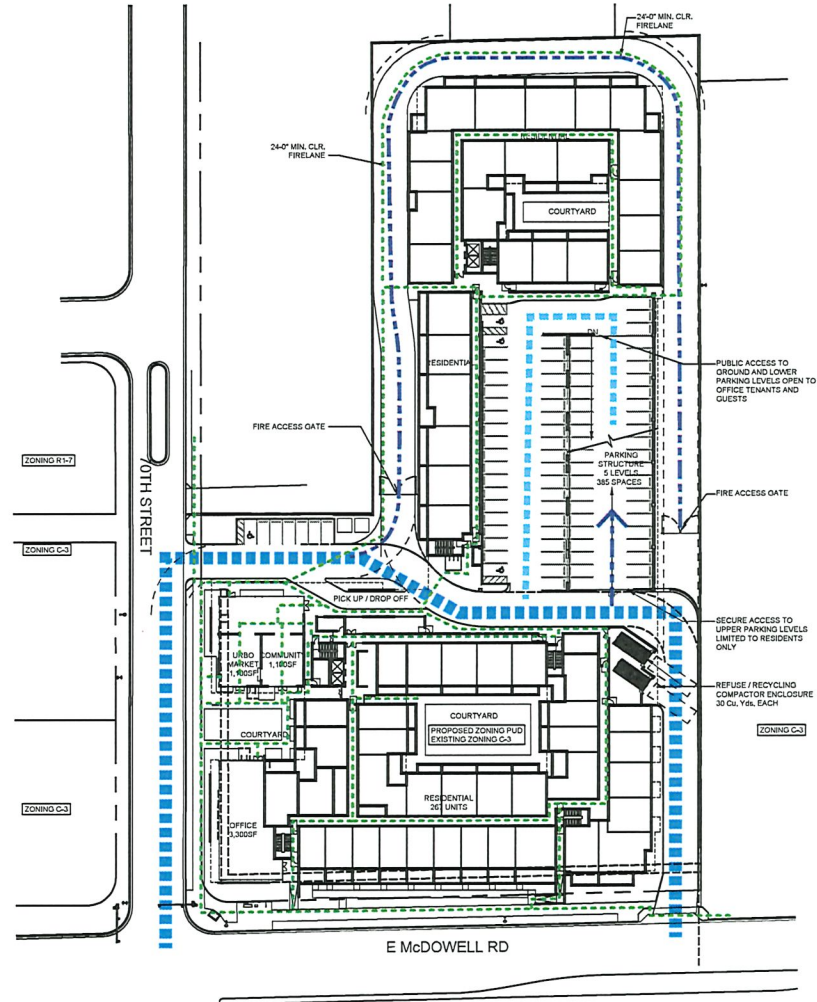 24'-0" MIN. CLR.
FIRELANE
24'-0" MIN. CLR.
FIRELANE
RESIDENTIAL
COURTYARD
DN
RESIDENTIAL
PUBLIC ACCESS TO
GROUND AND LOWER
PARKING LEVELS OPEN TO
OFFICE TENANTS AND
GUESTS
FIRE ACCESS GATE
PARKING
STRUCTURE
5 LEVELS
385 SPACES
ZONING R1-7
70TH STREET
FIRE ACCESS GATE
ZONING C-3
PICK UP / DROP OFF
SECURE ACCESS TO
UPPER PARKING LEVELS
LIMITED TO RESIDENTS
ONLY
URBO
MARKET
1,100SF
COMMUNITY
1,100SF
REFUSE / RECYCLING
COMPACTOR ENCLOSURE
30 Cu. Yds. EACH
COURTYARD
COURTYARD
PROPOSED ZONING PUD
EXISTING ZONING C-3
ZONING C-3
RESIDENTIAL
267 UNITS
ZONING C-3
OFFICE
3,300SF
E McDOWELL RD